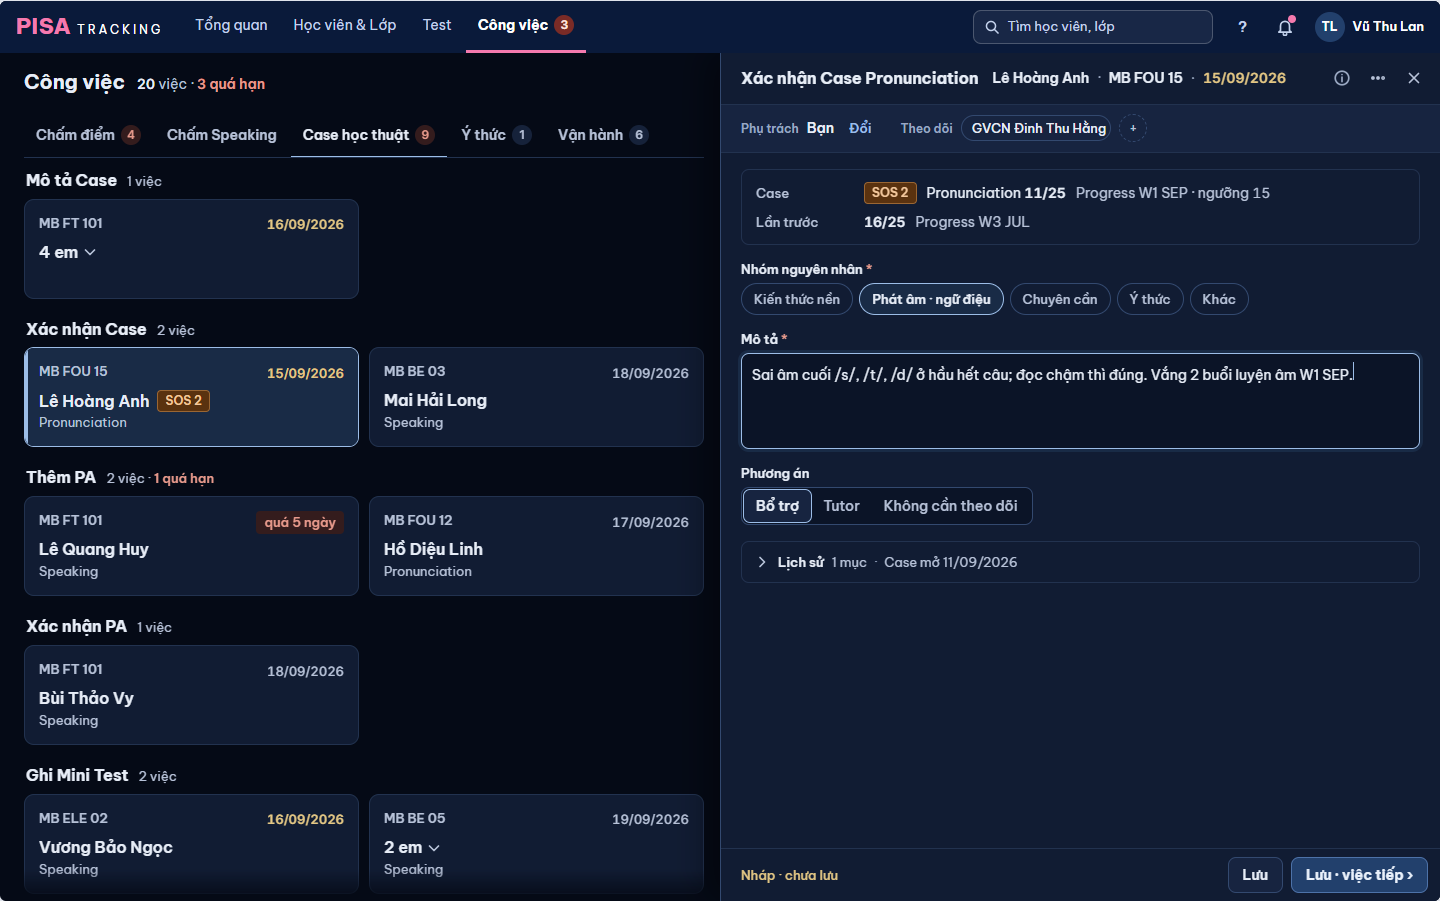 PISA TRACKING Tổng quan Học viên & Lớp Test Công việc 3 Tìm học viên, lớp ? TL Vũ Thu Lan
Công việc 20 việc · 3 quá hạn
Chấm điểm 4 Chấm Speaking Case học thuật 9 Ý thức 1 Vận hành 6
Mô tả Case 1 việc
MB FT 101 16/09/2026
4 em
Xác nhận Case 2 việc
MB FOU 15 15/09/2026
Lê Hoàng Anh SOS 2
Pronunciation
MB BE 03 18/09/2026
Mai Hải Long
Speaking
Thêm PA 2 việc · 1 quá hạn
MB FT 101 quá 5 ngày
Lê Quang Huy
Speaking
MB FOU 12 17/09/2026
Hồ Diệu Linh
Pronunciation
Xác nhận PA 1 việc
MB FT 101 18/09/2026
Bùi Thảo Vy
Speaking
Ghi Mini Test 2 việc
MB ELE 02 16/09/2026
Vương Bảo Ngọc
Speaking
MB BE 05 19/09/2026
2 em
Speaking
Xác nhận Case Pronunciation Lê Hoàng Anh · MB FOU 15 · 15/09/2026
Phụ trách Bạn Đổi Theo dõi GVCN Đinh Thu Hằng +
Case SOS 2 Pronunciation 11/25 Progress W1 SEP · ngưỡng 15
Lần trước 16/25 Progress W3 JUL
Nhóm nguyên nhân *
Kiến thức nền Phát âm · ngữ điệu Chuyên cần Ý thức Khác
Mô tả *
Sai âm cuối /s/, /t/, /d/ ở hầu hết câu; đọc chậm thì đúng. Vắng 2 buổi luyện âm W1 SEP.
Phương án
Bổ trợ Tutor Không cần theo dõi
Lịch sử 1 mục · Case mở 11/09/2026
Nháp · chưa lưu Lưu Lưu · việc tiếp ›